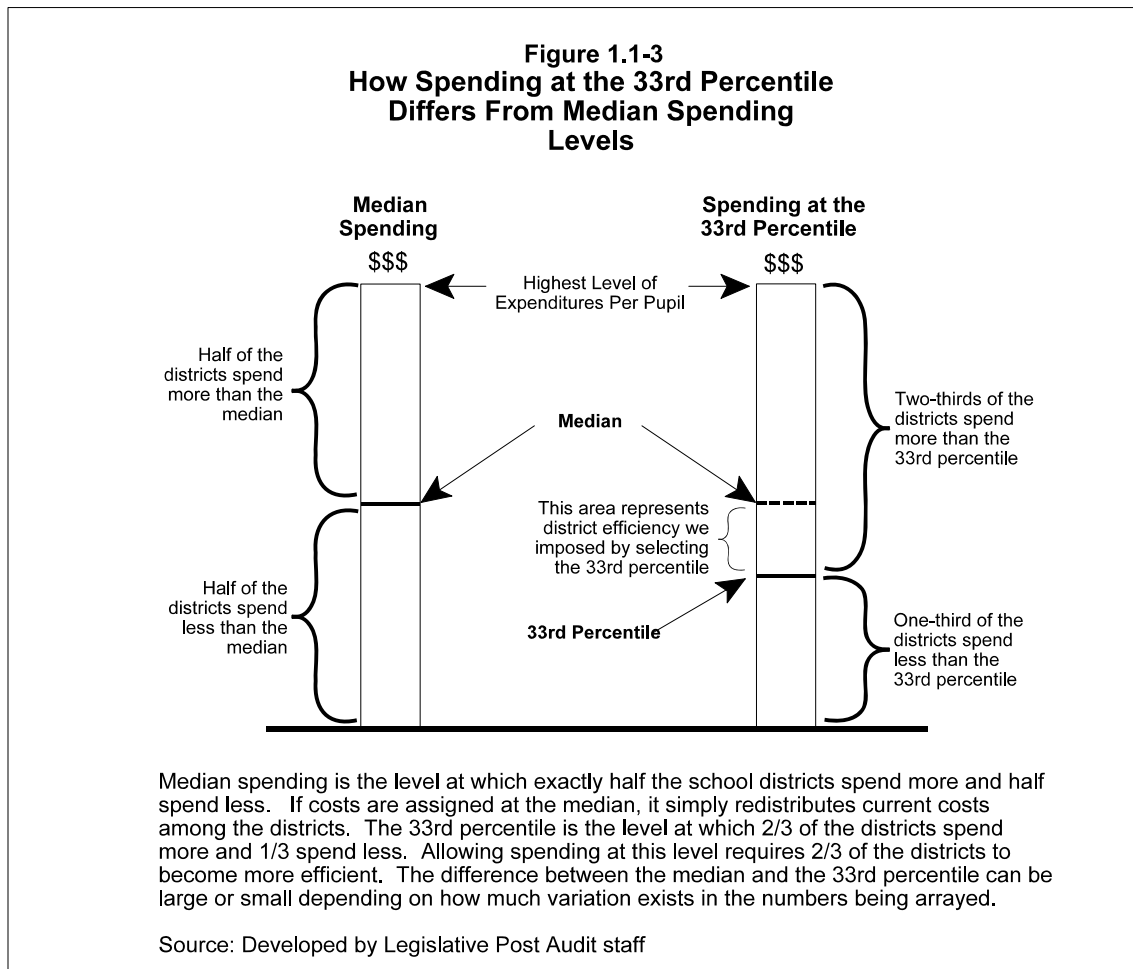 Figure 1.1-3
How Spending at the 33rd Percentile
Differs From Median Spending
Levels
Median
Spending
$$$
Spending at the
33rd Percentile
$$$
Highest Level of
Expenditures Per Pupil
Half of the
districts spend
more than the
median
Two-thirds of the
districts spend
more than the
33rd percentile
Median
This area represents
district efficiency we
imposed by selecting
the 33rd percentile
Half of the
districts spend
less than the
median
33rd Percentile
One-third of the
districts spend
less than the
33rd percentile
Median spending is the level at which exactly half the school districts spend more and half
spend less. If costs are assigned at the median, it simply redistributes current costs
among the districts. The 33rd percentile is the level at which 2/3 of the districts spend
more and 1/3 spend less. Allowing spending at this level requires 2/3 of the districts to
become more efficient. The difference between the median and the 33rd percentile can be
large or small depending on how much variation exists in the numbers being arrayed.
Source: Developed by Legislative Post Audit staff